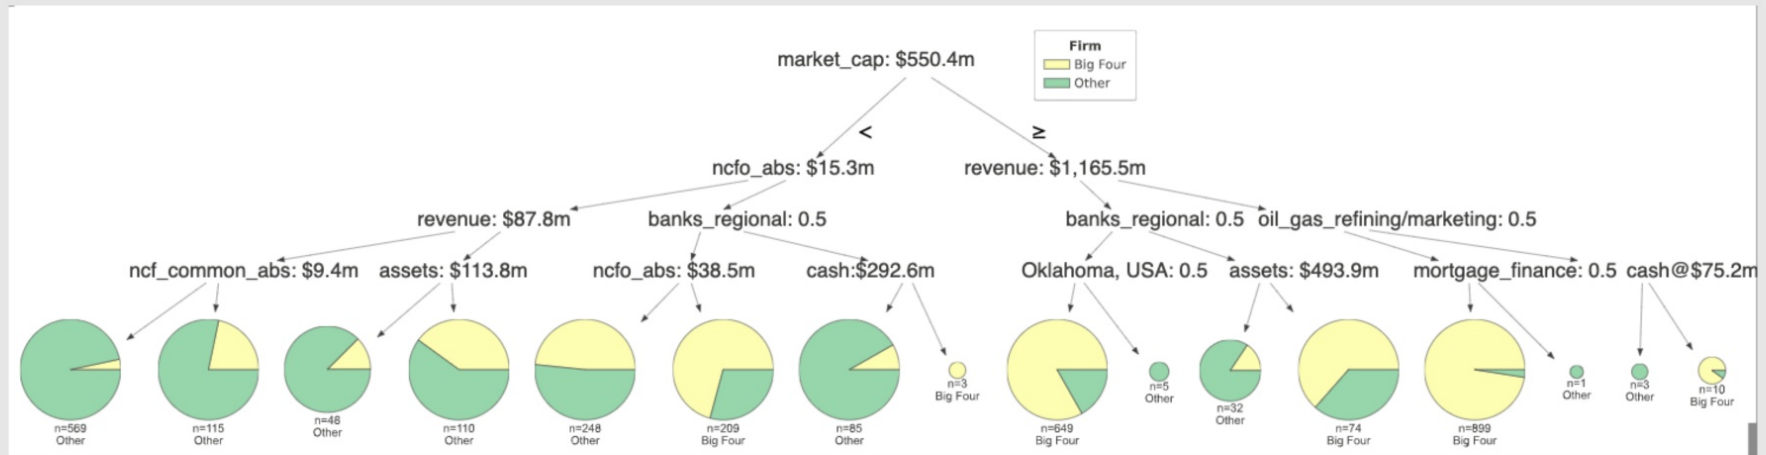 market_cap: $550.4m
Firm
Big Four
Other
<
≥
ncfo_abs: $15.3m
revenue: $1,165.5m
revenue: $87.8m
banks_regional: 0.5
banks_regional: 0.5
oil_gas_refining/marketing: 0.5
ncf_common_abs: $9.4m
assets: $113.8m
ncfo_abs: $38.5m
cash:$292.6m
Oklahoma, USA: 0.5
assets: $493.9m
mortgage_finance: 0.5
cash@$75.2m
n=569
Other
n=115
Other
n=48
Other
n=110
Other
n=248
Other
n=209
Big Four
n=85
Other
n=3
Big Four
n=649
Big Four
n=5
Other
n=32
Other
n=74
Big Four
n=899
Big Four
n=1
Other
n=3
Other
n=10
Big Four